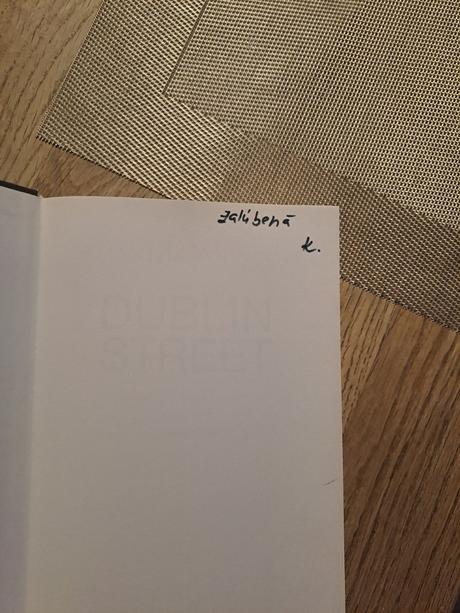 zalúbená
K.
DUBLIN
STREET